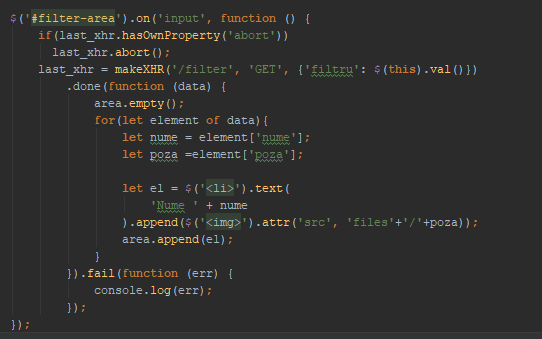 $('#filter-area').on('input', function () {
    if(last_xhr.hasOwnProperty('abort'))
      last_xhr.abort();
    last_xhr = makeXHR('/filter', 'GET', {'filtru': $(this).val()})
        .done(function (data) {
            area.empty();
            for(let element of data){
                let nume = element['nume'];
                let poza =element['poza'];

                let el = $('<li>').text(
                    'Nume ' + nume
                ).append($('<img>').attr('src', 'files'+'/'+poza));
                area.append(el);
            }
        }).fail(function (err) {
            console.log(err);
        });
});